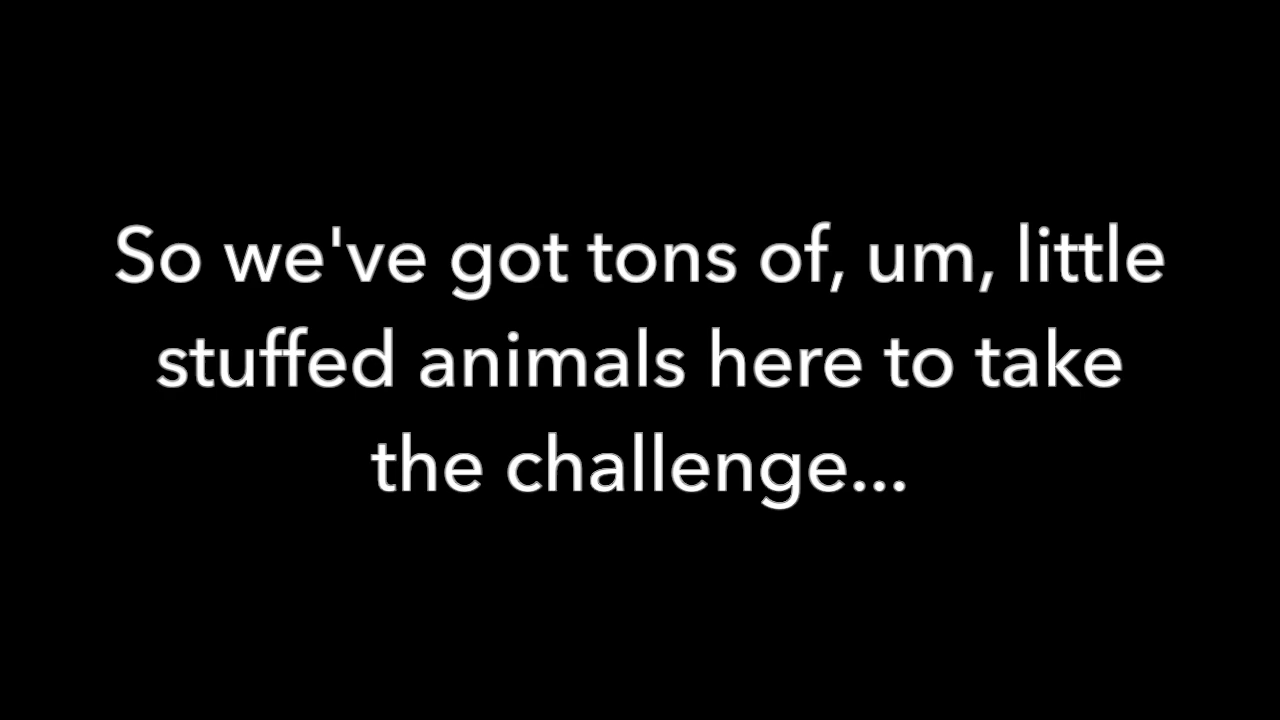 So we've got tons of, um, little
stuffed animals here to take
the challenge...